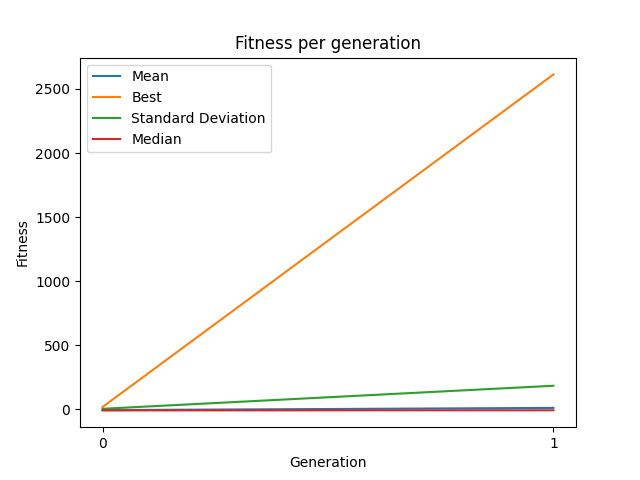 Fitness per generation
Mean
Best
Standard Deviation
Median
2500
2000
1500
1000
500
0
Fitness
0
1
Generation